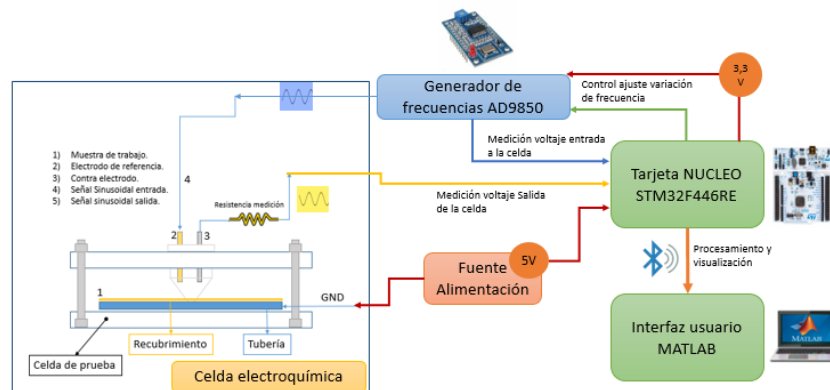 Generador de
frecuencias AD9850
3,3
V
Control ajuste variación
de frecuencia
Medición voltaje entrada
a la celda
Tarjeta NUCLEO
STM32F446RE
1) Muestra de trabajo.
2) Electrodo de referencia.
3) Contra electrodo.
4) Señal Sinusoidal entrada.
5) Señal sinusoidal salida.
4
Resistencia medición
Medición voltaje Salida
de la celda
2
3
5V
Fuente
Alimentación
Procesamiento y
visualización
1
GND
Recubrimiento
Tubería
Celda de prueba
Celda electroquímica
Interfaz usuario
MATLAB
MATLAB